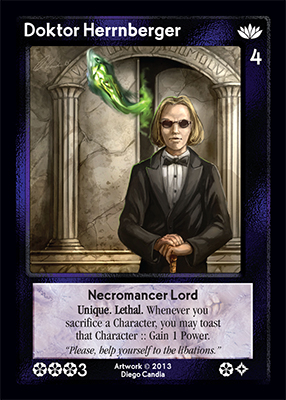 Doktor Herrnberger
4
Necromancer Lord
Unique. Lethal. Whenever you
sacrifice a Character, you may toast
that Character :: Gain 1 Power.
"Please, help yourself to the libations."
3
Artwork © 2013
Diego Candia